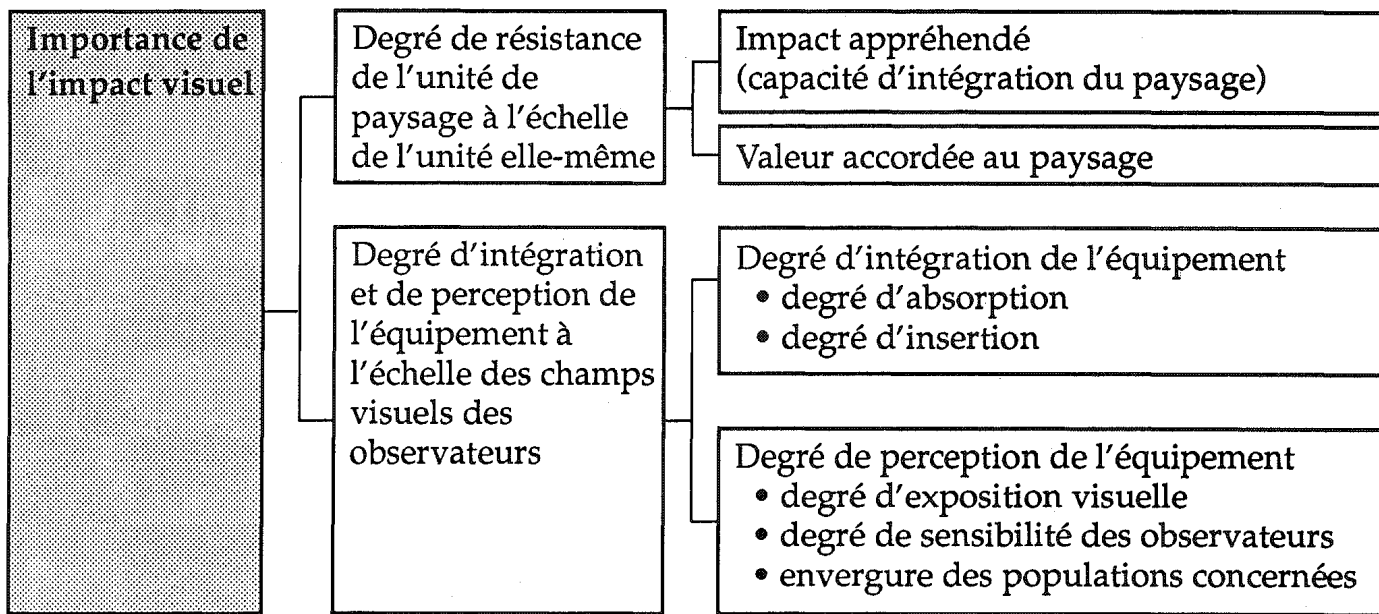 Importance de
l'impact visuel
Degré de résistance
de l'unité de
paysage à l'échelle
de l'unité elle-même
Impact appréhendé
(capacité d'intégration du paysage)
Valeur accordée au paysage
Degré d'intégration
et de perception de
l'équipement à
l'échelle des champs
visuels des
observateurs
Degré d'intégration de l'équipement
• degré d'absorption
• degré d'insertion
Degré de perception de l'équipement
• degré d'exposition visuelle
• degré de sensibilité des observateurs
• envergure des populations concernées